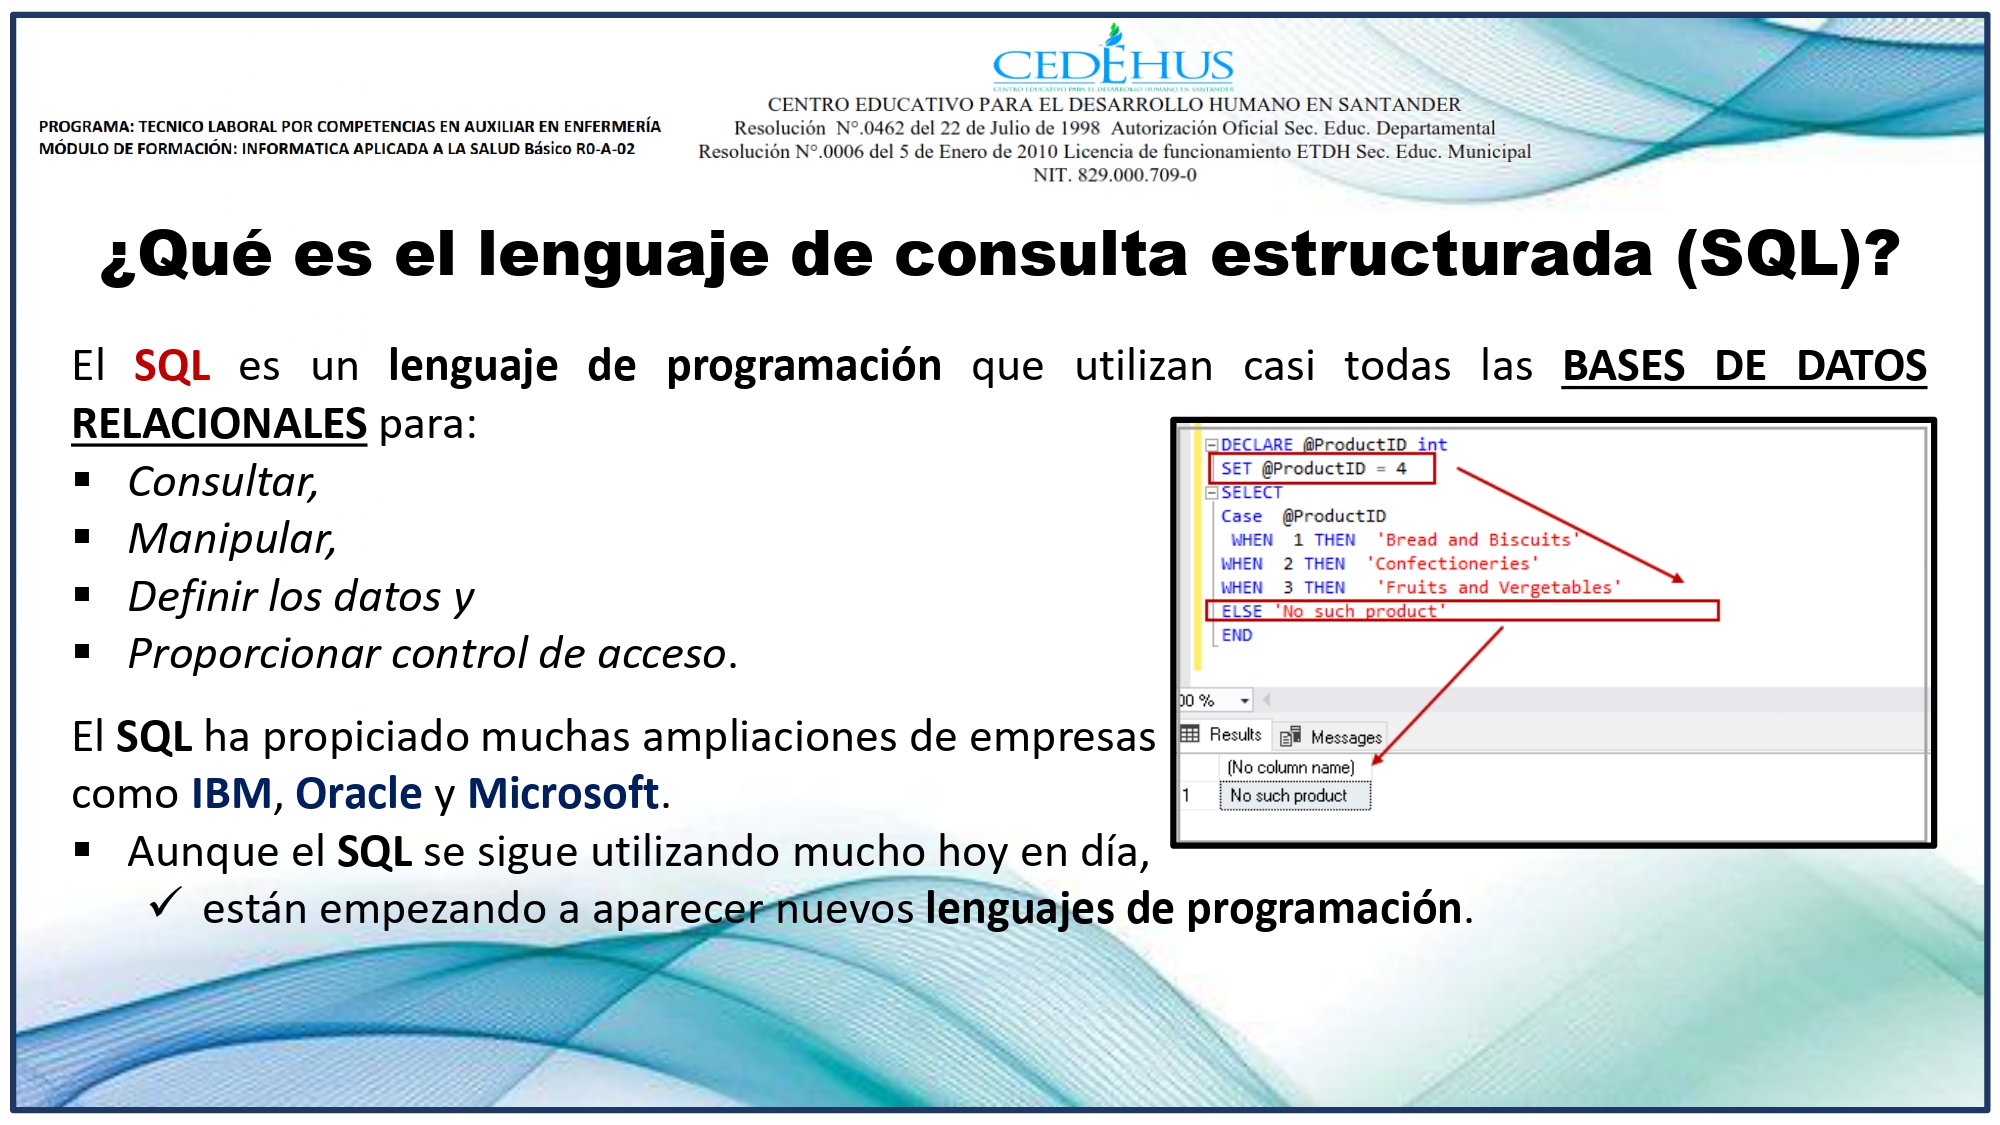 CEDEHUS
CENTRO EDUCATIVO PARA EL DESARROLLO HUMANO EN SANTANDER
CENTRO EDUCATIVO PARA EL DESARROLLO HUMANO EN SANTANDER
Resolución N°.0462 del 22 de Julio de 1998 Autorización Oficial Sec. Educ. Departamental
Resolución N°.0006 del 5 de Enero de 2010 Licencia de funcionamiento ETDH Sec. Educ. Municipal
NIT. 829.000.709-0
PROGRAMA: TECNICO LABORAL POR COMPETENCIAS EN AUXILIAR EN ENFERMERÍA
MÓDULO DE FORMACIÓN: INFORMATICA APLICADA A LA SALUD Básico R0-A-02
¿Qué es el lenguaje de consulta estructurada (SQL)?
El SQL es un lenguaje de programación que utilizan casi todas las BASES DE DATOS
RELACIONALES para:
▪ Consultar,
▪ Manipular,
▪ Definir los datos y
▪ Proporcionar control de acceso.
El SQL ha propiciado muchas ampliaciones de empresas
como IBM, Oracle y Microsoft.
▪ Aunque el SQL se sigue utilizando mucho hoy en día,
✓ están empezando a aparecer nuevos lenguajes de programación.
DECLARE @ProductID int
SET @ProductID = 4
SELECT
Case @ProductID
WHEN 1 THEN 'Bread and Biscuits'
WHEN 2 THEN 'Confectioneries'
WHEN 3 THEN 'Fruits and Vergetables'
ELSE 'No such product'
END
00 %
Results Messages
(No column name)
1 No such product